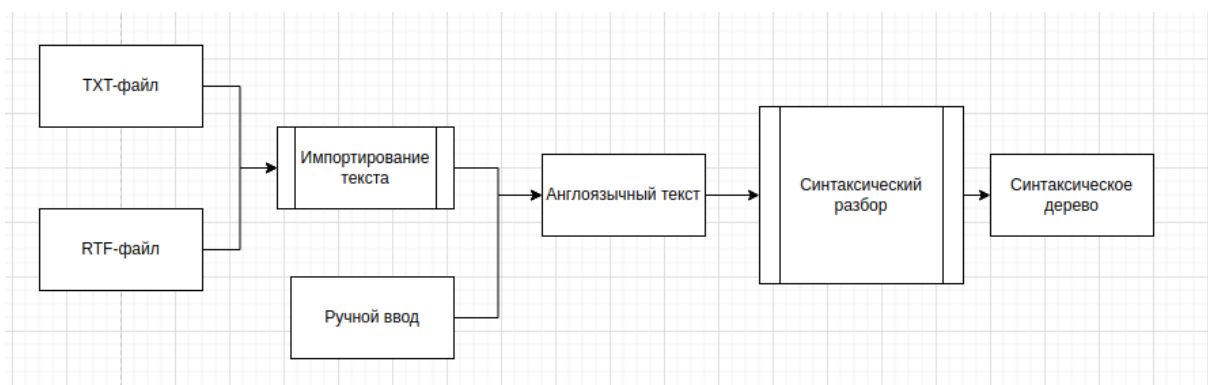 TXT-файл
RTF-файл
Импортирование
текста
Ручной ввод
Англоязычный текст
Синтаксический
разбор
Синтаксическое
дерево